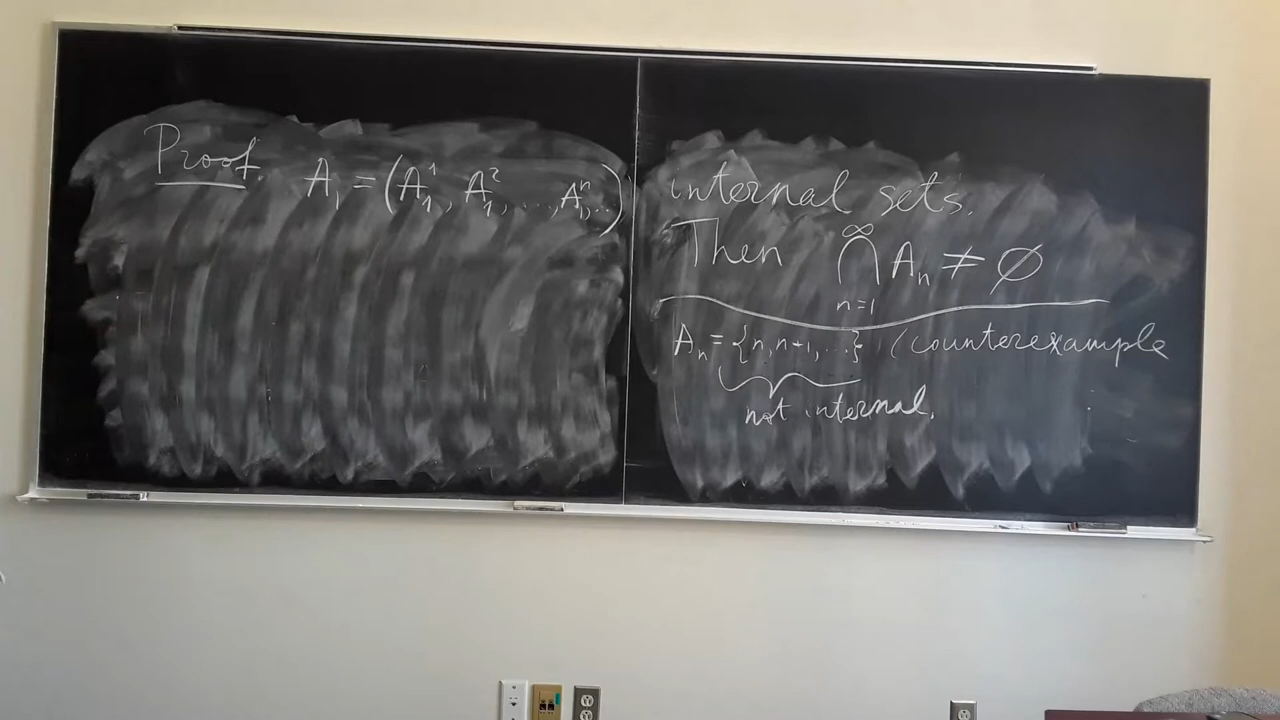 Proof. A₁ = (A₁¹, A₁², ..., A₁ⁿ, ..)
internal sets.
Then ∞⋂n=1 Aₙ ≠ ∅
Aₙ = {n, n+1, ...} (counterexample
not internal.